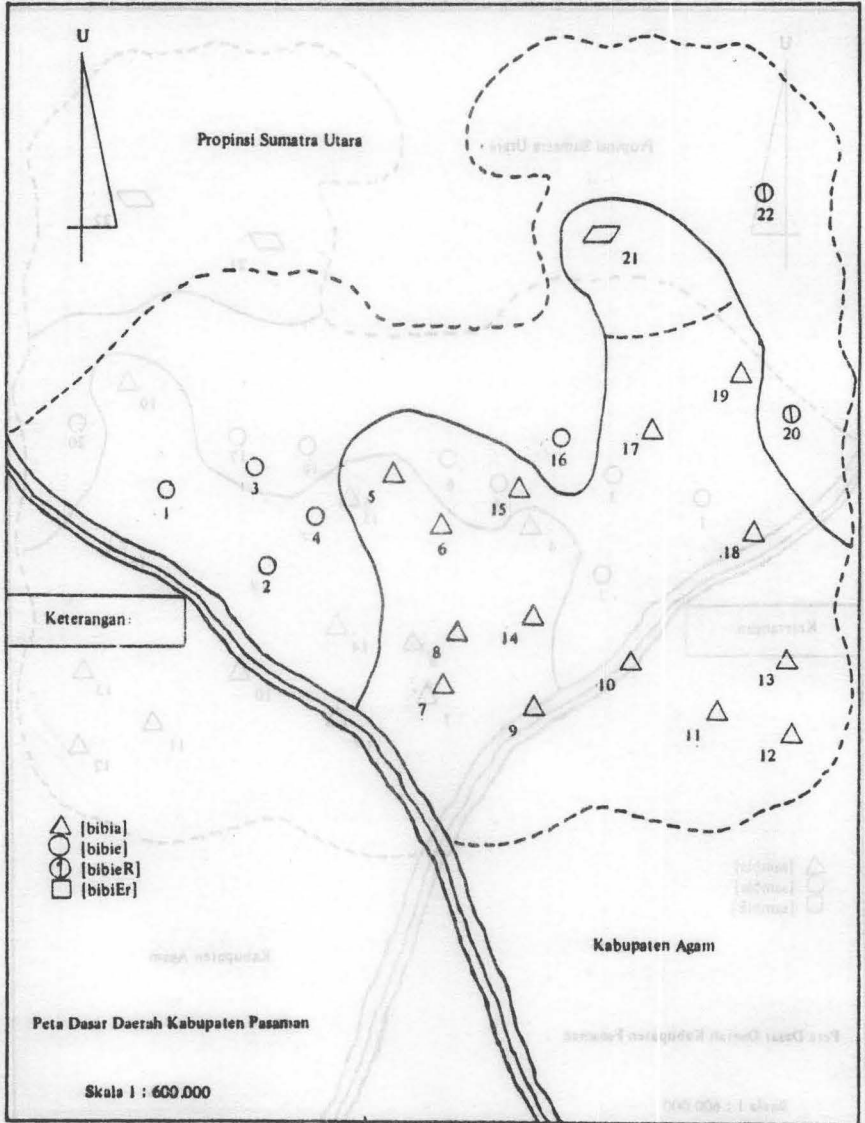 U
Propinsi Sumatra Utara
22
21
19
20
17
16
3
1
5
15
4
6
18
2
Keterangan:
14
8
10
13
7
9
11
12
[bibia]
[bibie]
[bibieR]
[bibiEr]
Kabupaten Agam
Peta Dasar Daerah Kabupaten Pasaman
Skala 1 : 600.000